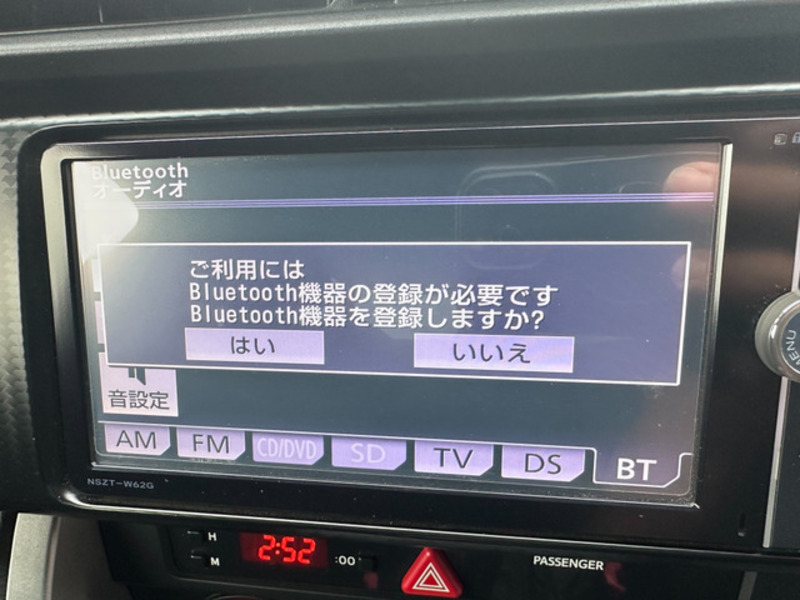 Bluetooth
オーディオ
ご利用には
Bluetooth機器の登録が必要です
Bluetooth機器を登録しますか?
はい
いいえ
音設定
AM
FM
CD/DVD
SD
TV
DS
BT
MENU
NSZT-W62G
H
M
2:52
:00
PASSENGER